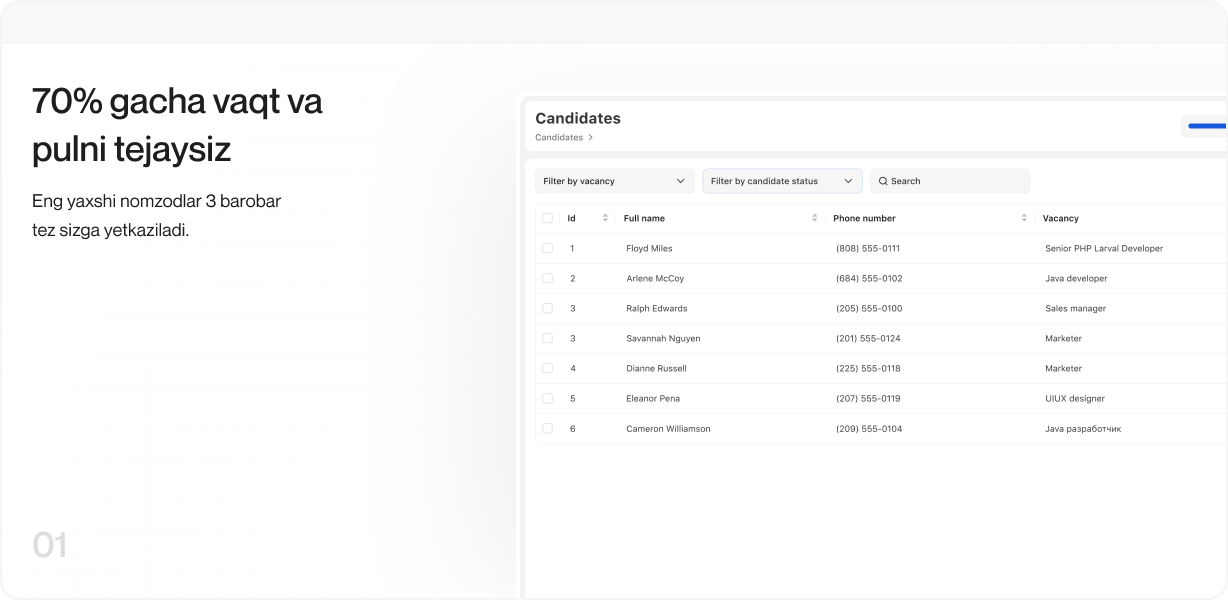 70% gacha vaqt va
pulni tejaysiz
Eng yaxshi nomzodlar 3 barobar
tez sizga yetkaziladi.
01
Candidates
Candidates
Filter by vacancy Filter by candidate status Search
Id Full name Phone number Vacancy
1 Floyd Miles (808) 555-0111 Senior PHP Larval Developer
2 Arlene McCoy (684) 555-0102 Java developer
3 Ralph Edwards (205) 555-0100 Sales manager
3 Savannah Nguyen (201) 555-0124 Marketer
4 Dianne Russell (225) 555-0118 Marketer
5 Eleanor Pena (207) 555-0119 UIUX designer
6 Cameron Williamson (209) 555-0104 Java разработчик